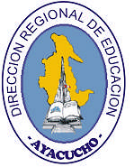 DIRECCION REGIONAL DE EDUCACION
- AYACUCHO -